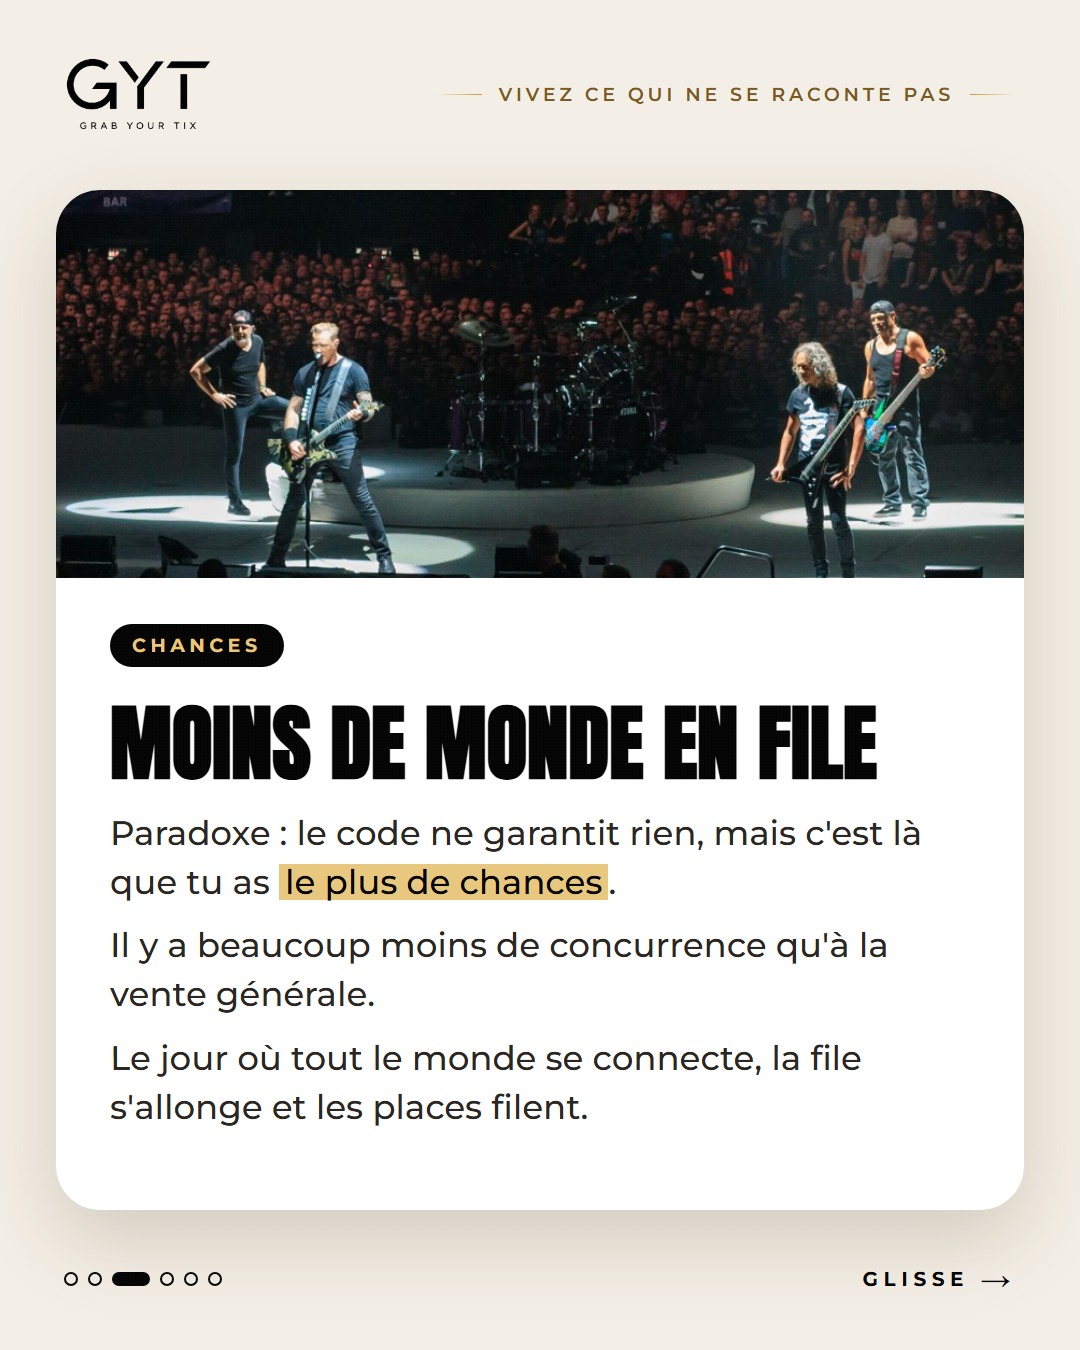 GYT
GRAB YOUR TIX
VIVEZ CE QUI NE SE RACONTE PAS
BAR
CHANCES
MOINS DE MONDE EN FILE
Paradoxe : le code ne garantit rien, mais c'est là
que tu as le plus de chances.
Il y a beaucoup moins de concurrence qu'à la
vente générale.
Le jour où tout le monde se connecte, la file
s'allonge et les places filent.
GLISSE →